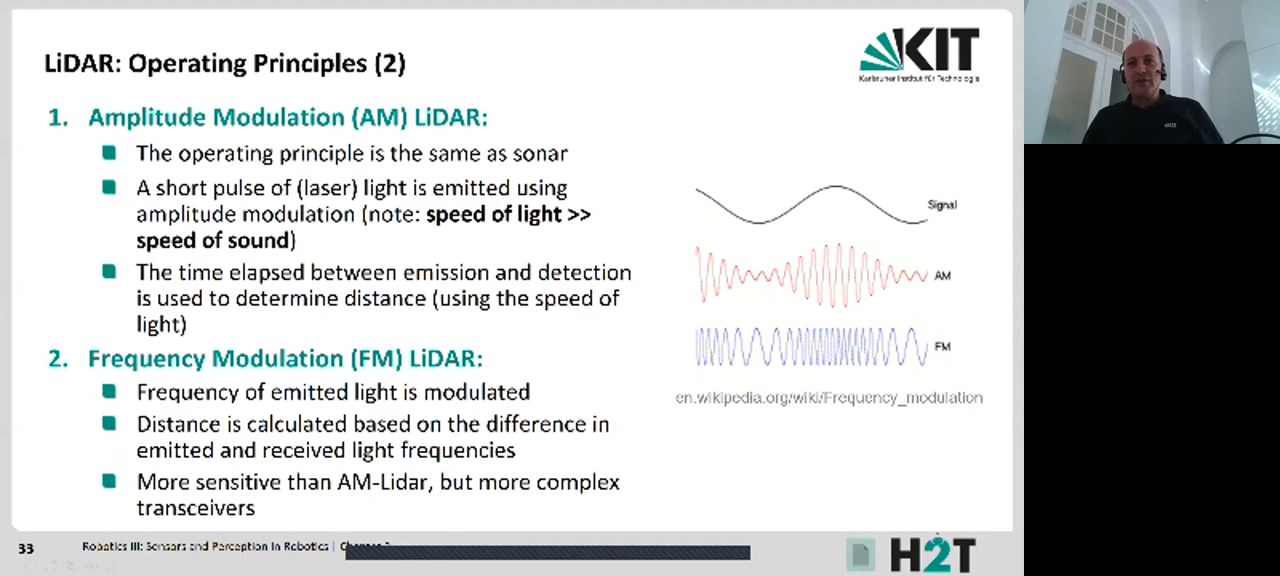 LiDAR: Operating Principles (2)
KIT
Karlsruher Institut für Technologie
1. Amplitude Modulation (AM) LiDAR:
The operating principle is the same as sonar
A short pulse of (laser) light is emitted using
amplitude modulation (note: speed of light >>
speed of sound)
The time elapsed between emission and detection
is used to determine distance (using the speed of
light)
2. Frequency Modulation (FM) LiDAR:
Frequency of emitted light is modulated
Distance is calculated based on the difference in
emitted and received light frequencies
More sensitive than AM-Lidar, but more complex
transceivers
Signal
AM
FM
en.wikipedia.org/wiki/Frequency_modulation
33
Robotics III: Sensors and Perception in Robotics |
H2T
KIT